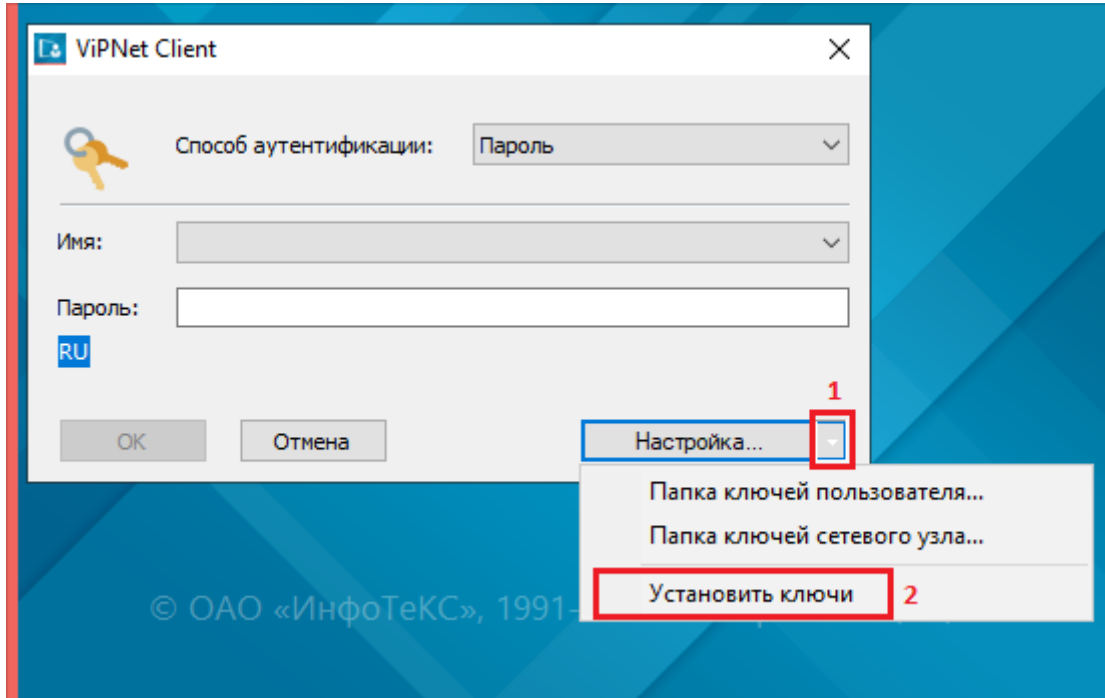 ViPNet Client
Способ аутентификации: Пароль
Имя:
Пароль:
RU
1
ОК Отмена Настройка...
Папка ключей пользователя...
Папка ключей сетевого узла...
Установить ключи 2
© ОАО «ИнфоТеКС», 1991-